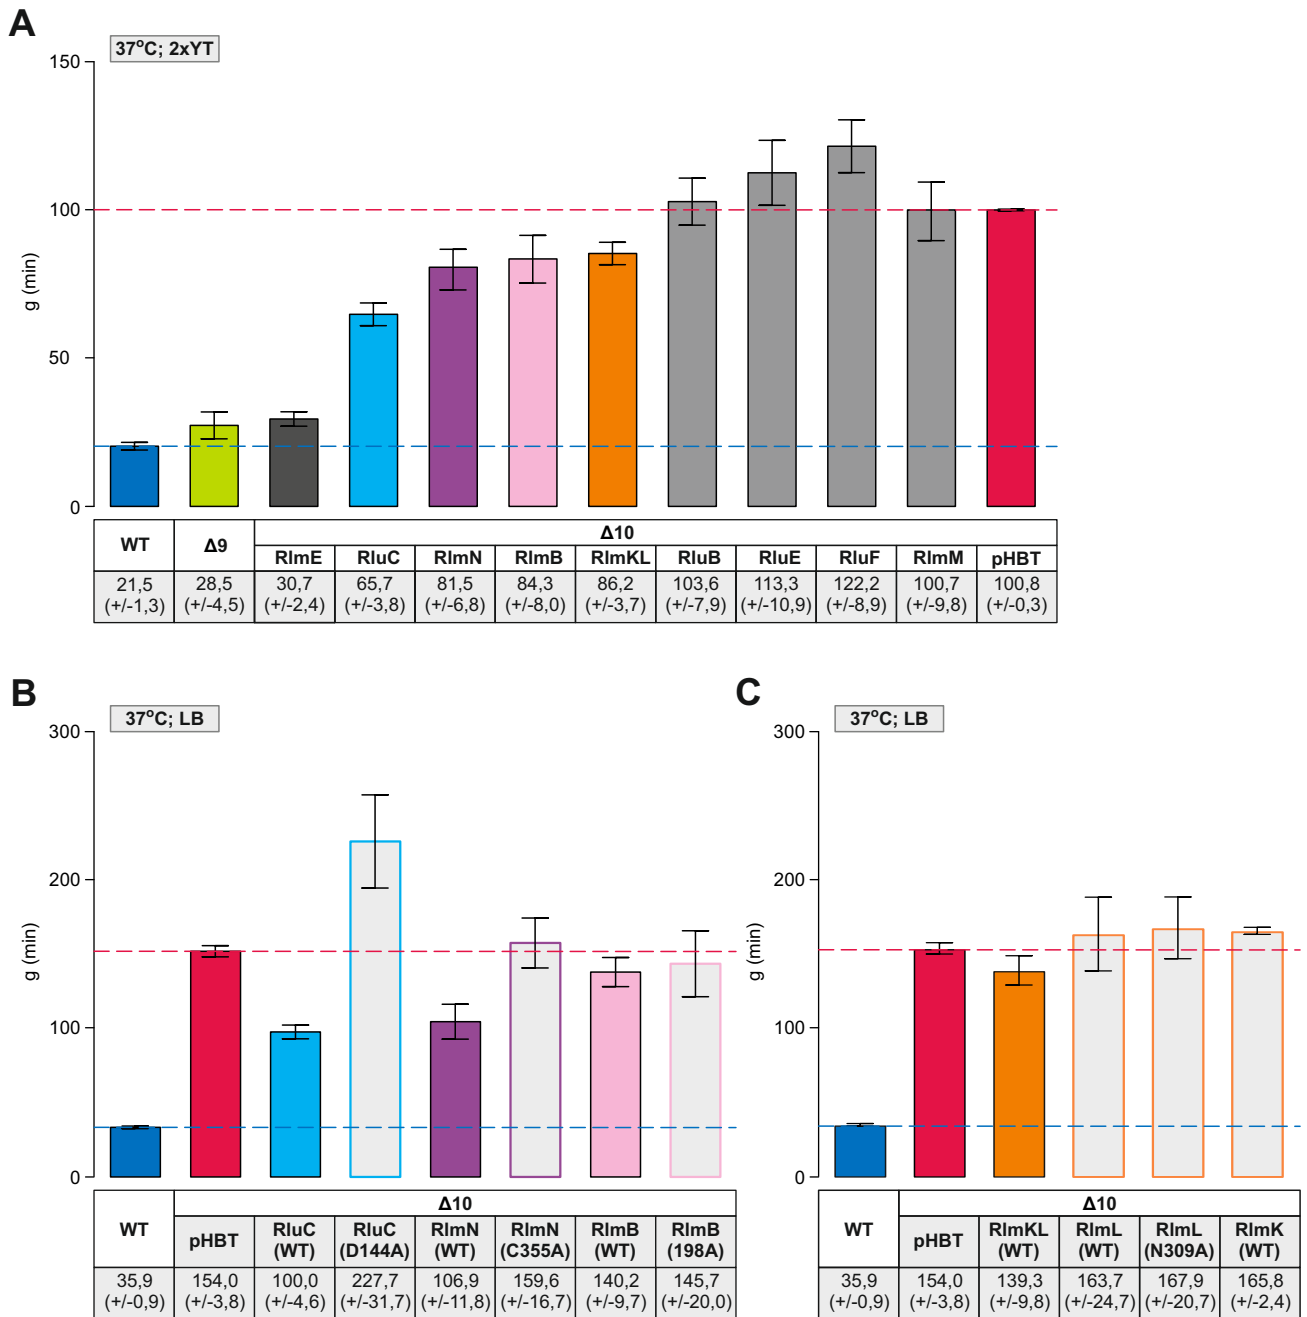 A
37°C; 2xYT
150
100
50
0
g (min)
WT Δ9 Δ10
RlmE RluC RlmN RlmB RlmKL RluB RluE RluF RlmM pHBT
21,5 28,5 30,7 65,7 81,5 84,3 86,2 103,6 113,3 122,2 100,7 100,8
(+/-1,3) (+/-4,5) (+/-2,4) (+/-3,8) (+/-6,8) (+/-8,0) (+/-3,7) (+/-7,9) (+/-10,9) (+/-8,9) (+/-9,8) (+/-0,3)
B
37°C; LB
300
200
100
0
g (min)
WT Δ10
pHBT RluC RluC RlmN RlmN RlmB RlmB
(WT) (D144A) (WT) (C355A) (WT) (198A)
35,9 154,0 100,0 227,7 106,9 159,6 140,2 145,7
(+/-0,9) (+/-3,8) (+/-4,6) (+/-31,7) (+/-11,8) (+/-16,7) (+/-9,7) (+/-20,0)
C
37°C; LB
300
200
100
0
g (min)
WT Δ10
pHBT RlmKL RlmL RlmL RlmK
(WT) (WT) (N309A) (WT)
35,9 154,0 139,3 163,7 167,9 165,8
(+/-0,9) (+/-3,8) (+/-9,8) (+/-24,7) (+/-20,7) (+/-2,4)